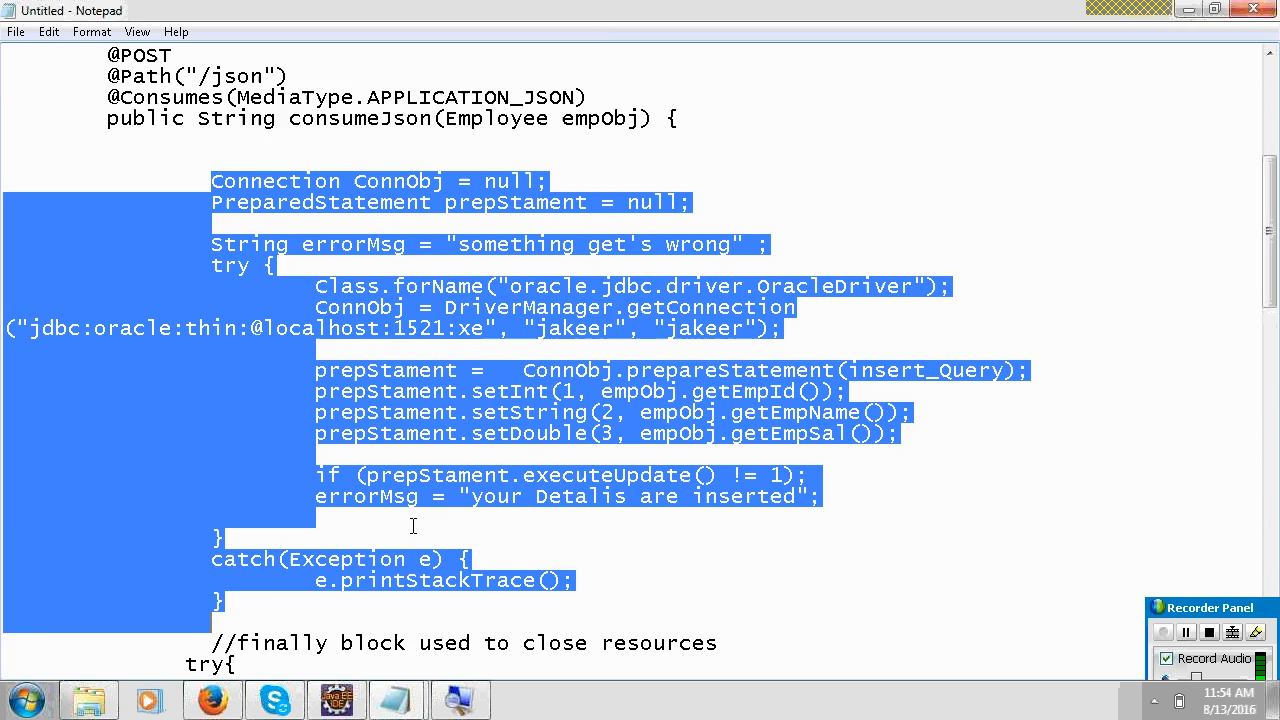 Untitled - Notepad
File Edit Format View Help
@POST
@Path("/json")
@Consumes(MediaType.APPLICATION_JSON)
public String consumeJson(Employee empObj) {
Connection ConnObj = null;
PreparedStatement prepStament = null;
String errorMsg = "something get's wrong" ;
try {
Class.forName("oracle.jdbc.driver.OracleDriver");
ConnObj = DriverManager.getConnection
("jdbc:oracle:thin:@localhost:1521:xe", "jakeer", "jakeer");
prepStament = ConnObj.prepareStatement(insert_Query);
prepStament.setInt(1, empObj.getEmpId());
prepStament.setString(2, empObj.getEmpName());
prepStament.setDouble(3, empObj.getEmpSal());
if (prepStament.executeUpdate() != 1);
errorMsg = "your Detalis are inserted";
}
catch(Exception e) {
e.printStackTrace();
}
//finally block used to close resources
try{
Recorder Panel
Record Audio
Java EE
IDE
11:54 AM
8/13/2016